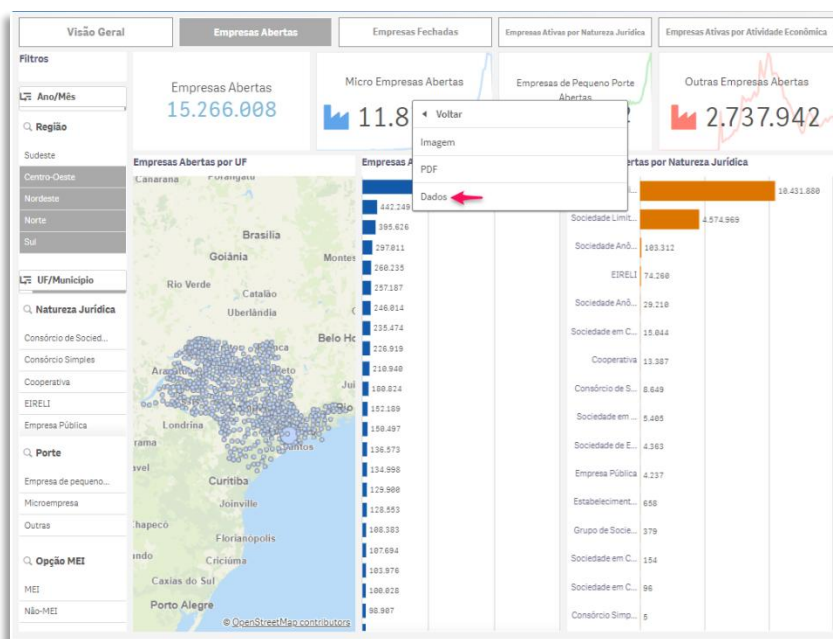 Visão Geral
Empresas Abertas
Empresas Fechadas
Empresas Ativas por Natureza Jurídica
Empresas Ativas por Atividade Econômica
Filtros
Ano/Mês
Região
Sudeste
Centro-Oeste
Nordeste
Norte
Sul
UF/Município
Natureza Jurídica
Consórcio de Socied...
Consórcio Simples
Cooperativa
EIRELI
Empresa Pública
Porte
Empresa de pequeno...
Microempresa
Outras
Opção MEI
MEI
Não-MEI
Empresas Abertas
15.266.008
Micro Empresas Abertas
11.8
Empresas de Pequeno Porte
Abertas
Outras Empresas Abertas
2.737.942
Voltar
Imagem
PDF
Dados
Empresas Abertas por UF
Canarana
Porangatu
Brasília
Goiânia
Montes
Rio Verde
Catalão
Uberlândia
Belo Ho
Londrina
Curitiba
Joinville
Chapecó
Florianópolis
Criciúma
Caxias do Sul
Porto Alegre
© OpenStreetMap contributors
Empresas A
442.249
395.626
297.011
260.235
257.187
246.014
235.474
226.919
210.940
180.824
152.189
150.497
136.573
134.998
129.900
128.553
108.383
107.694
103.976
100.028
98.907
rtas por Natureza Jurídica
10.431.880
Sociedade Limit... 4.574.969
Sociedade Anô... 103.312
EIRELI 74.260
Sociedade Anô... 29.210
Sociedade em C... 15.044
Cooperativa 13.387
Consórcio de S... 8.649
Sociedade em ... 5.405
Sociedade de E... 4.363
Empresa Pública 4.237
Estabeleciment... 658
Grupo de Socie... 379
Sociedade em C... 154
Sociedade em C... 96
Consórcio Simp... 5